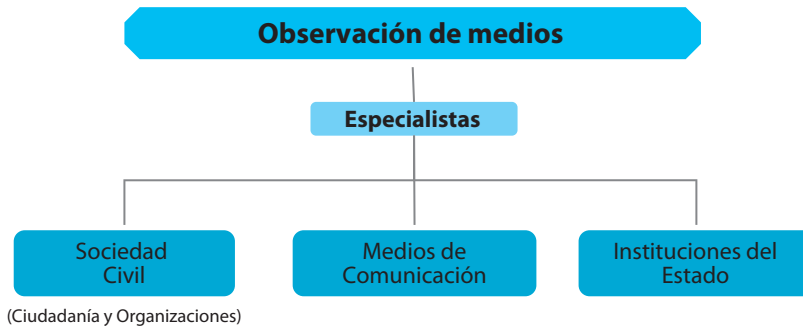 Observación de medios
Especialistas
Sociedad
Civil
Medios de
Comunicación
Instituciones del
Estado
(Ciudadanía y Organizaciones)